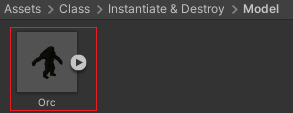 Assets > Class > Instantiate & Destroy > Model
Orc